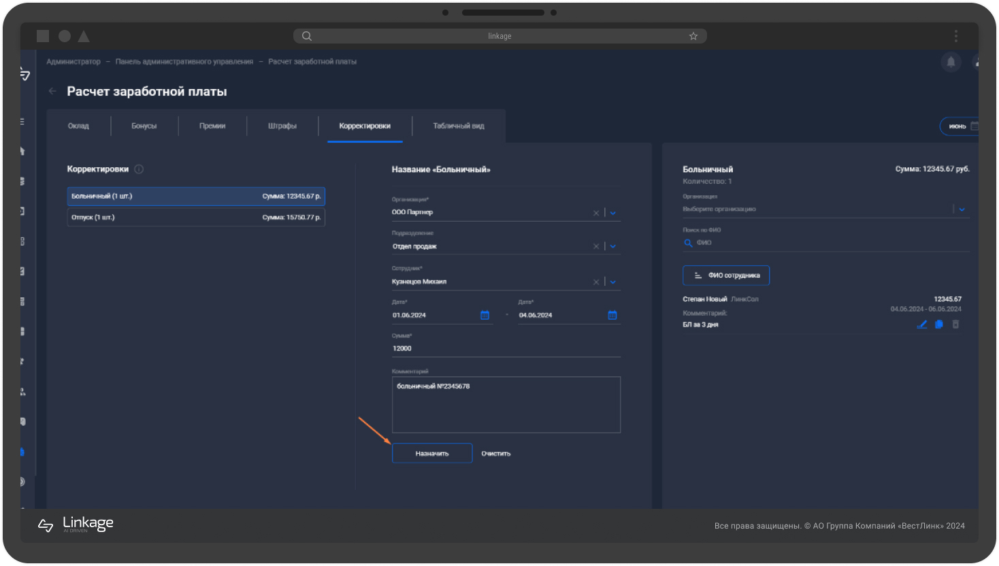 linkage
Администратор – Панель административного управления – Расчет заработной платы
Расчет заработной платы
Оклад
Бонусы
Премии
Штрафы
Корректировки
Табличный вид
июнь
Корректировки
Больничный (1 шт.) Сумма: 12345.67 р.
Отпуск (1 шт.) Сумма: 15750.77 р.
Название «Больничный»
Организация*
ООО Партнер
Подразделение
Отдел продаж
Сотрудник*
Кузнецов Михаил
Дата* Дата*
01.06.2024 - 04.06.2024
Сумма*
12000
Комментарий
больничный №2345678
Назначить Очистить
Больничный Сумма: 12345.67 руб.
Количество: 1
Организация
Выберите организацию
Поиск по ФИО
ФИО
ФИО сотрудника
Степан Новый ЛинкСол 12345.67
04.06.2024 - 06.06.2024
Комментарий:
БЛ за 3 дня
Linkage
AI DRIVEN
Все права защищены. © АО Группа Компаний «ВестЛинк» 2024